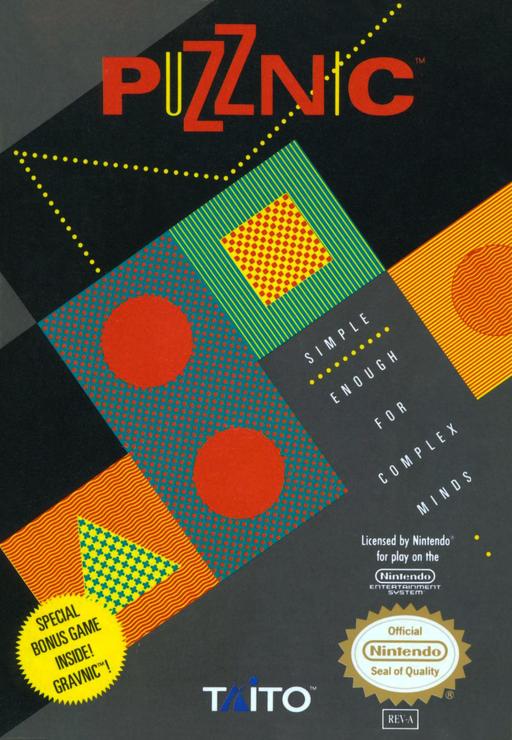 PUZZNIC™
SIMPLE
ENOUGH
FOR
COMPLEX
MINDS
Licensed by Nintendo®
for play on the
Nintendo
ENTERTAINMENT
SYSTEM
SPECIAL
BONUS GAME
INSIDE!
GRAVNIC™!
TAITO™
Official
Nintendo
Seal of Quality
®
REV-A